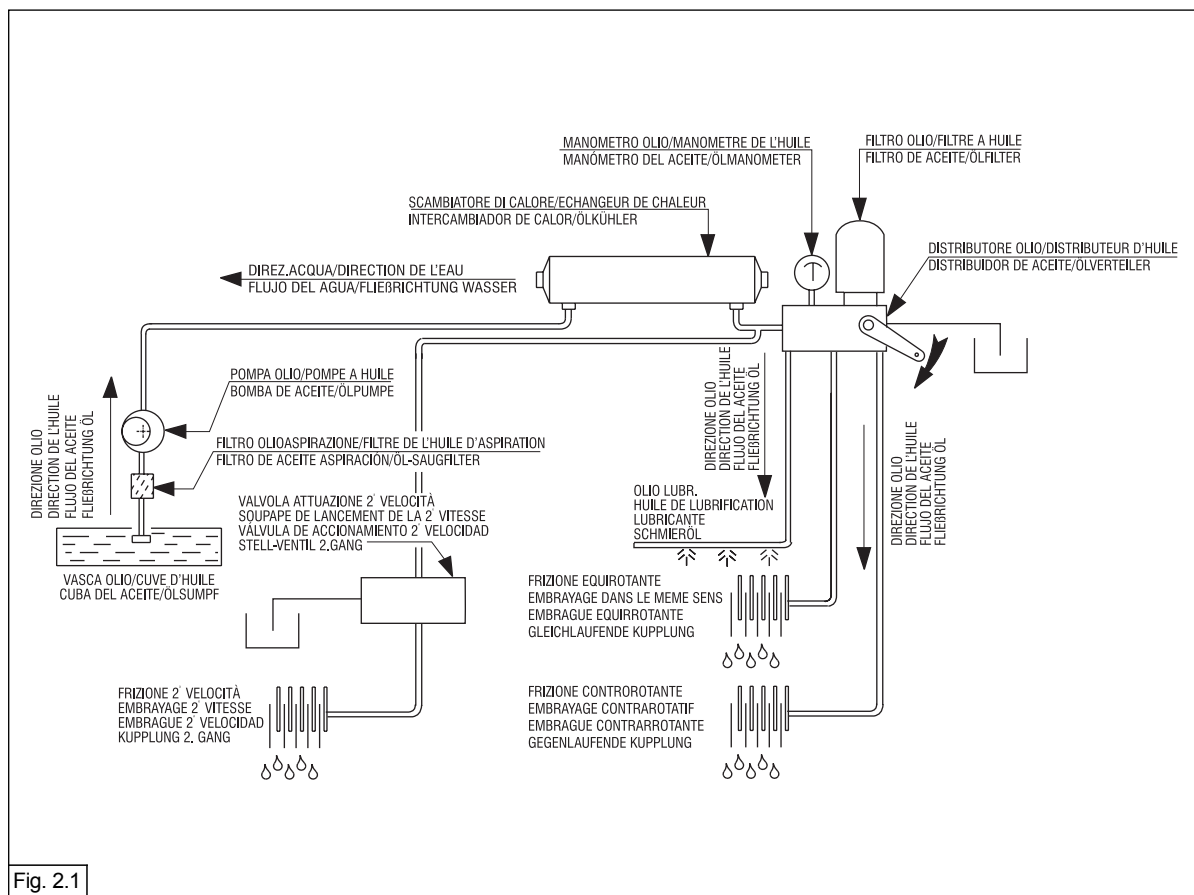 MANOMETRO OLIO/MANOMETRE DE L'HUILE
MANÓMETRO DEL ACEITE/ÖLMANOMETER
FILTRO OLIO/FILTRE A HUILE
FILTRO DE ACEITE/ÖLFILTER
SCAMBIATORE DI CALORE/ECHANGEUR DE CHALEUR
INTERCAMBIADOR DE CALOR/ÖLKÜHLER
DISTRIBUTORE OLIO/DISTRIBUTEUR D'HUILE
DISTRIBUIDOR DE ACEITE/ÖLVERTEILER
DIREZ.ACQUA/DIRECTION DE L'EAU
FLUJO DEL AGUA/FLIEßRICHTUNG WASSER
POMPA OLIO/POMPE A HUILE
BOMBA DE ACEITE/ÖLPUMPE
DIREZIONE OLIO
DIRECTION DE L'HUILE
FLUJO DEL ACEITE
FLIEßRICHTUNG ÖL
FILTRO OLIOASPIRAZIONE/FILTRE DE L'HUILE D'ASPIRATION
FILTRO DE ACEITE ASPIRACIÓN/ÖL-SAUGFILTER
DIREZIONE OLIO
DIRECTION DE L'HUILE
FLUJO DEL ACEITE
FLIEßRICHTUNG ÖL
VALVOLA ATTUAZIONE 2' VELOCITÀ
SOUPAPE DE LANCEMENT DE LA 2' VITESSE
VÁLVULA DE ACCIONAMIENTO 2' VELOCIDAD
STELL-VENTIL 2.GANG
OLIO LUBR.
HUILE DE LUBRIFICATION
LUBRICANTE
SCHMIERÖL
DIREZIONE OLIO
DIRECTION DE L'HUILE
FLUJO DEL ACEITE
FLIEßRICHTUNG ÖL
VASCA OLIO/CUVE D'HUILE
CUBA DEL ACEITE/ÖLSUMPF
FRIZIONE EQUIROTANTE
EMBRAYAGE DANS LE MEME SENS
EMBRAGUE EQUIRROTANTE
GLEICHLAUFENDE KUPPLUNG
FRIZIONE 2' VELOCITÀ
EMBRAYAGE 2' VITESSE
EMBRAGUE 2' VELOCIDAD
KUPPLUNG 2. GANG
FRIZIONE CONTROROTANTE
EMBRAYAGE CONTRAROTATIF
EMBRAGUE CONTRARROTANTE
GEGENLAUFENDE KUPPLUNG
Fig. 2.1